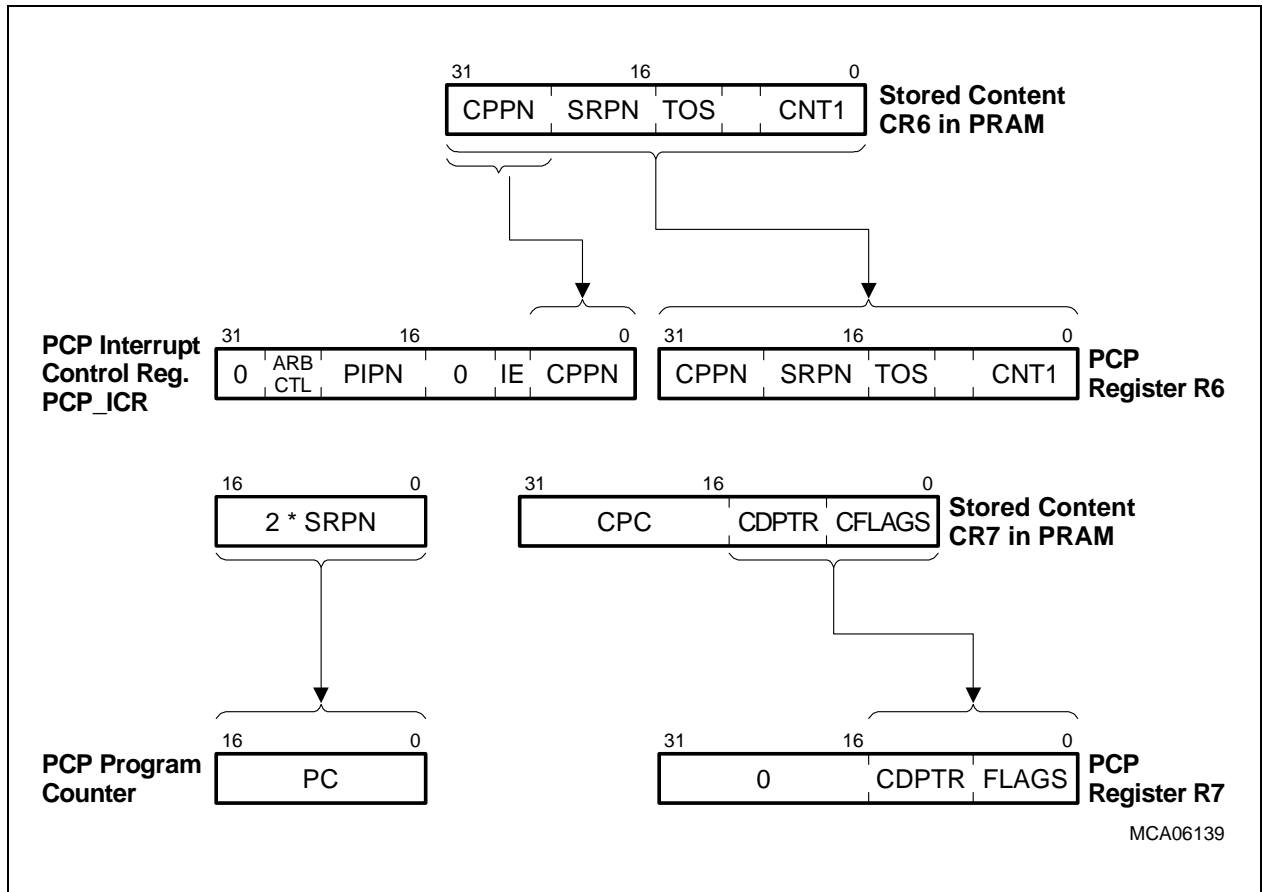 31 16 0
CPPN SRPN TOS CNT1
Stored Content
CR6 in PRAM
PCP Interrupt
Control Reg.
PCP_ICR
31 16 0
0 ARB CTL PIPN 0 IE CPPN
31 16 0
CPPN SRPN TOS CNT1
PCP
Register R6
16 0
2 * SRPN
31 16 0
CPC CDPTR CFLAGS
Stored Content
CR7 in PRAM
PCP Program
Counter
16 0
PC
31 16 0
0 CDPTR FLAGS
PCP
Register R7
MCA06139